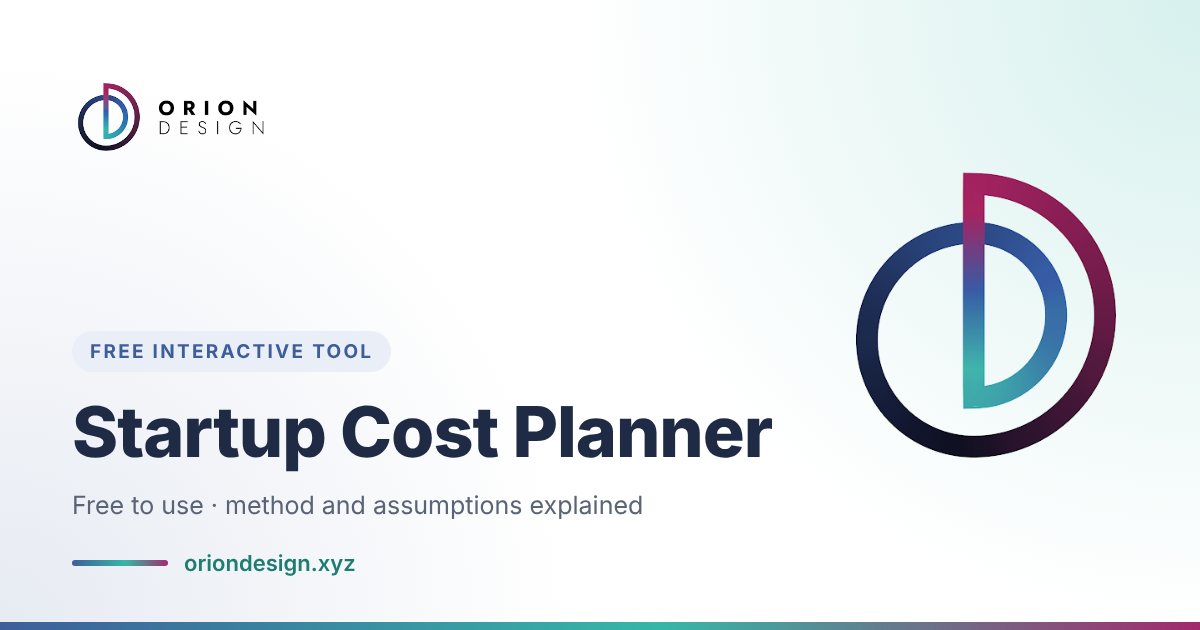 ORION
DESIGN
FREE INTERACTIVE TOOL
Startup Cost Planner
Free to use · method and assumptions explained
oriondesign.xyz